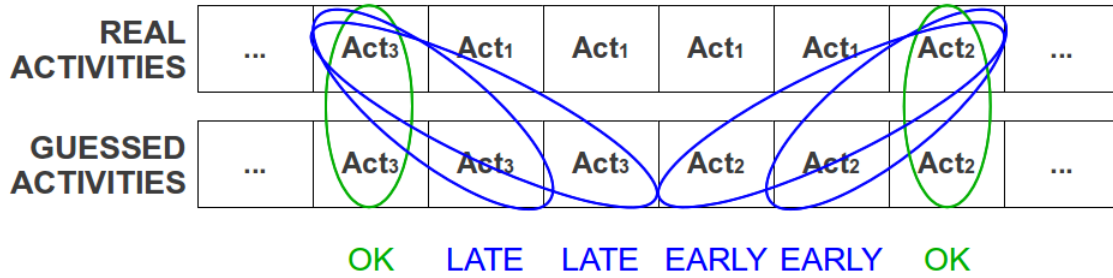 REAL ACTIVITIES
... Act3 Act1 Act1 Act1 Act1 Act2 ...
GUESSED ACTIVITIES
... Act3 Act3 Act3 Act2 Act2 Act2 ...
OK LATE LATE EARLY EARLY OK